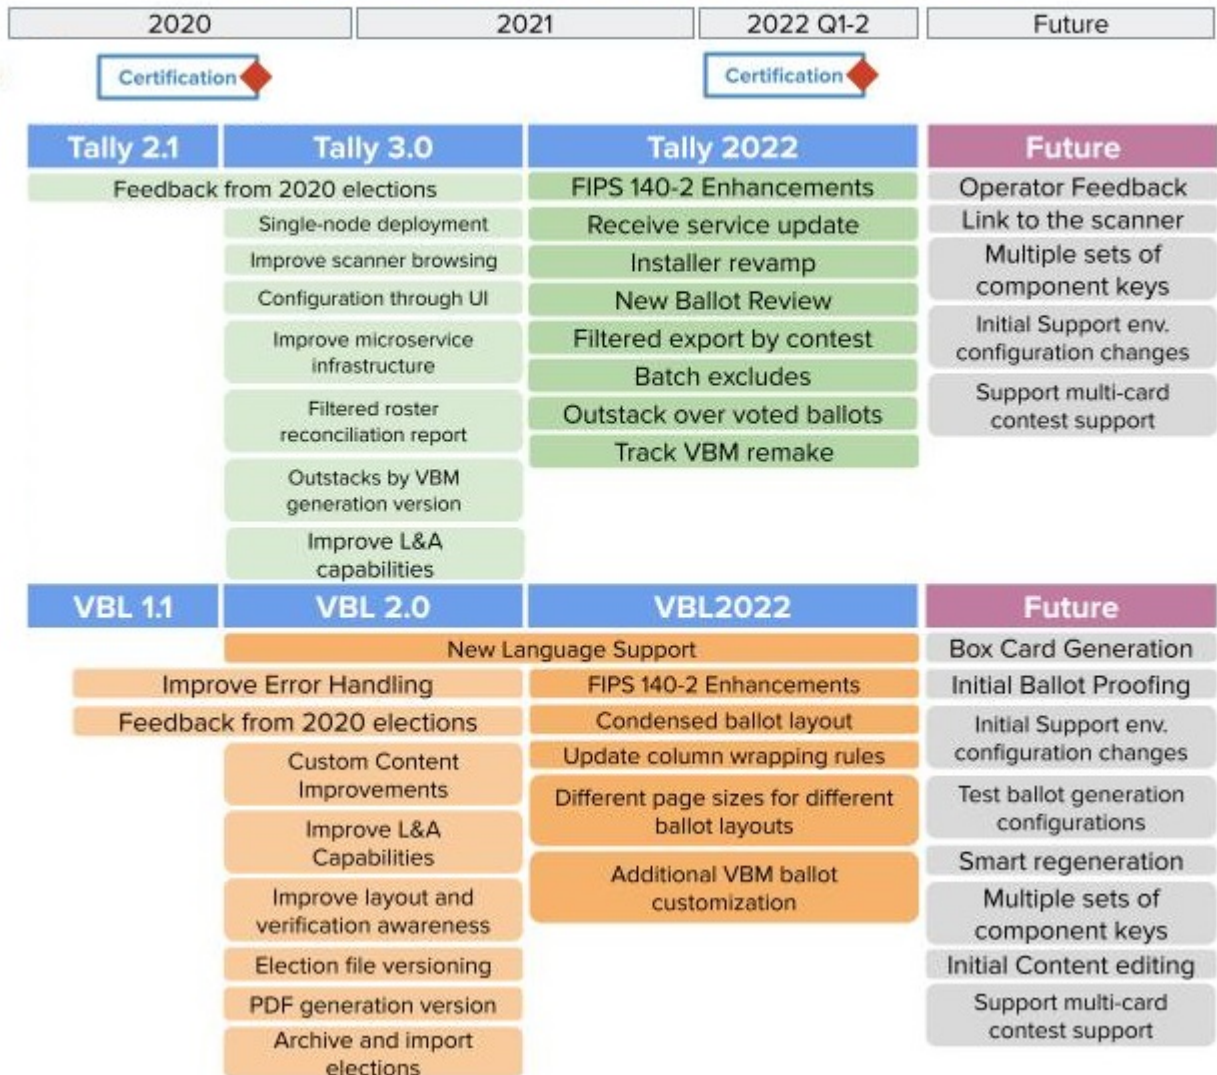 2020
2021
2022 Q1-2
Future
Certification
Certification
Tally 2.1
Tally 3.0
Tally 2022
Future
Feedback from 2020 elections
Single-node deployment
Improve scanner browsing
Configuration through UI
Improve microservice
infrastructure
Filtered roster
reconciliation report
Outstacks by VBM
generation version
Improve L&A
capabilities
FIPS 140-2 Enhancements
Receive service update
Installer revamp
New Ballot Review
Filtered export by contest
Batch excludes
Outstack over voted ballots
Track VBM remake
Operator Feedback
Link to the scanner
Multiple sets of
component keys
Initial Support env.
configuration changes
Support multi-card
contest support
VBL 1.1
VBL 2.0
VBL2022
Future
New Language Support
Improve Error Handling
Feedback from 2020 elections
Custom Content
Improvements
Improve L&A
Capabilities
Improve layout and
verification awareness
Election file versioning
PDF generation version
Archive and import
elections
FIPS 140-2 Enhancements
Condensed ballot layout
Update column wrapping rules
Different page sizes for different
ballot layouts
Additional VBM ballot
customization
Box Card Generation
Initial Ballot Proofing
Initial Support env.
configuration changes
Test ballot generation
configurations
Smart regeneration
Multiple sets of
component keys
Initial Content editing
Support multi-card
contest support